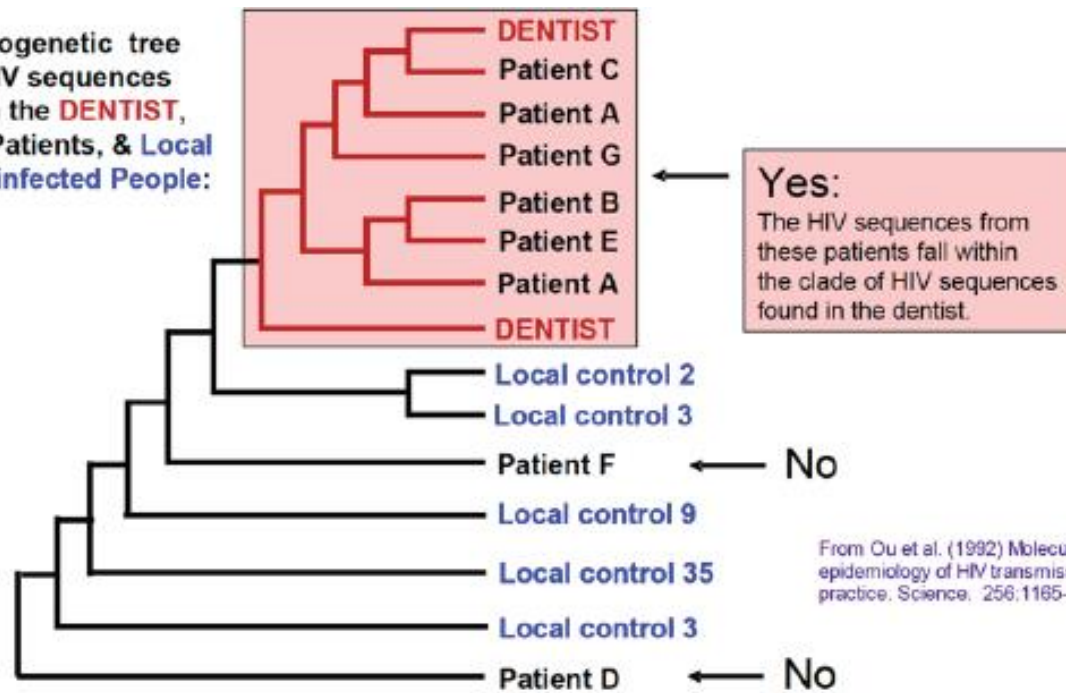 ogenetic tree
IV sequences
the DENTIST,
Patients, & Local
infected People:
DENTIST
Patient C
Patient A
Patient G
Patient B
Patient E
Patient A
DENTIST
Local control 2
Local control 3
Patient F
Local control 9
Local control 35
Local control 3
Patient D
Yes:
The HIV sequences from
these patients fall within
the clade of HIV sequences
found in the dentist.
No
From Ou et al. (1992) Molecu
epidemiology of HIV transmis
practice. Science. 256:1165-
No